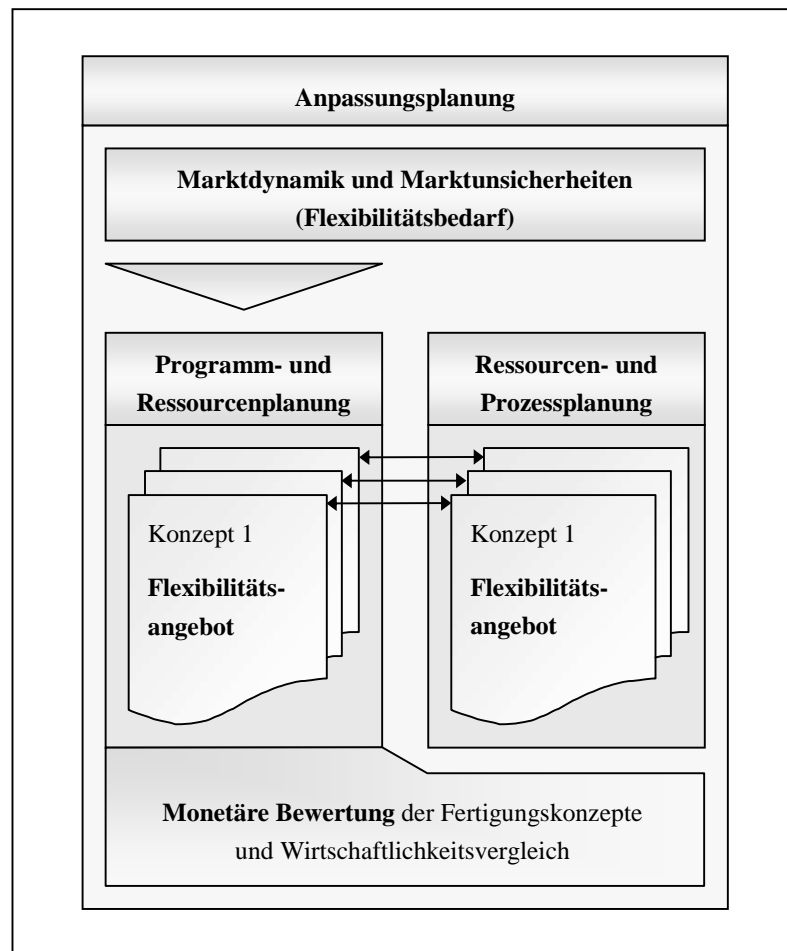 Anpassungsplanung
Marktdynamik und Marktunsicherheiten
(Flexibilitätsbedarf)
Programm- und
Ressourcenplanung
Konzept 1
Flexibilitäts-
angebot
Ressourcen- und
Prozessplanung
Konzept 1
Flexibilitäts-
angebot
Monetäre Bewertung der Fertigungskonzepte
und Wirtschaftlichkeitsvergleich